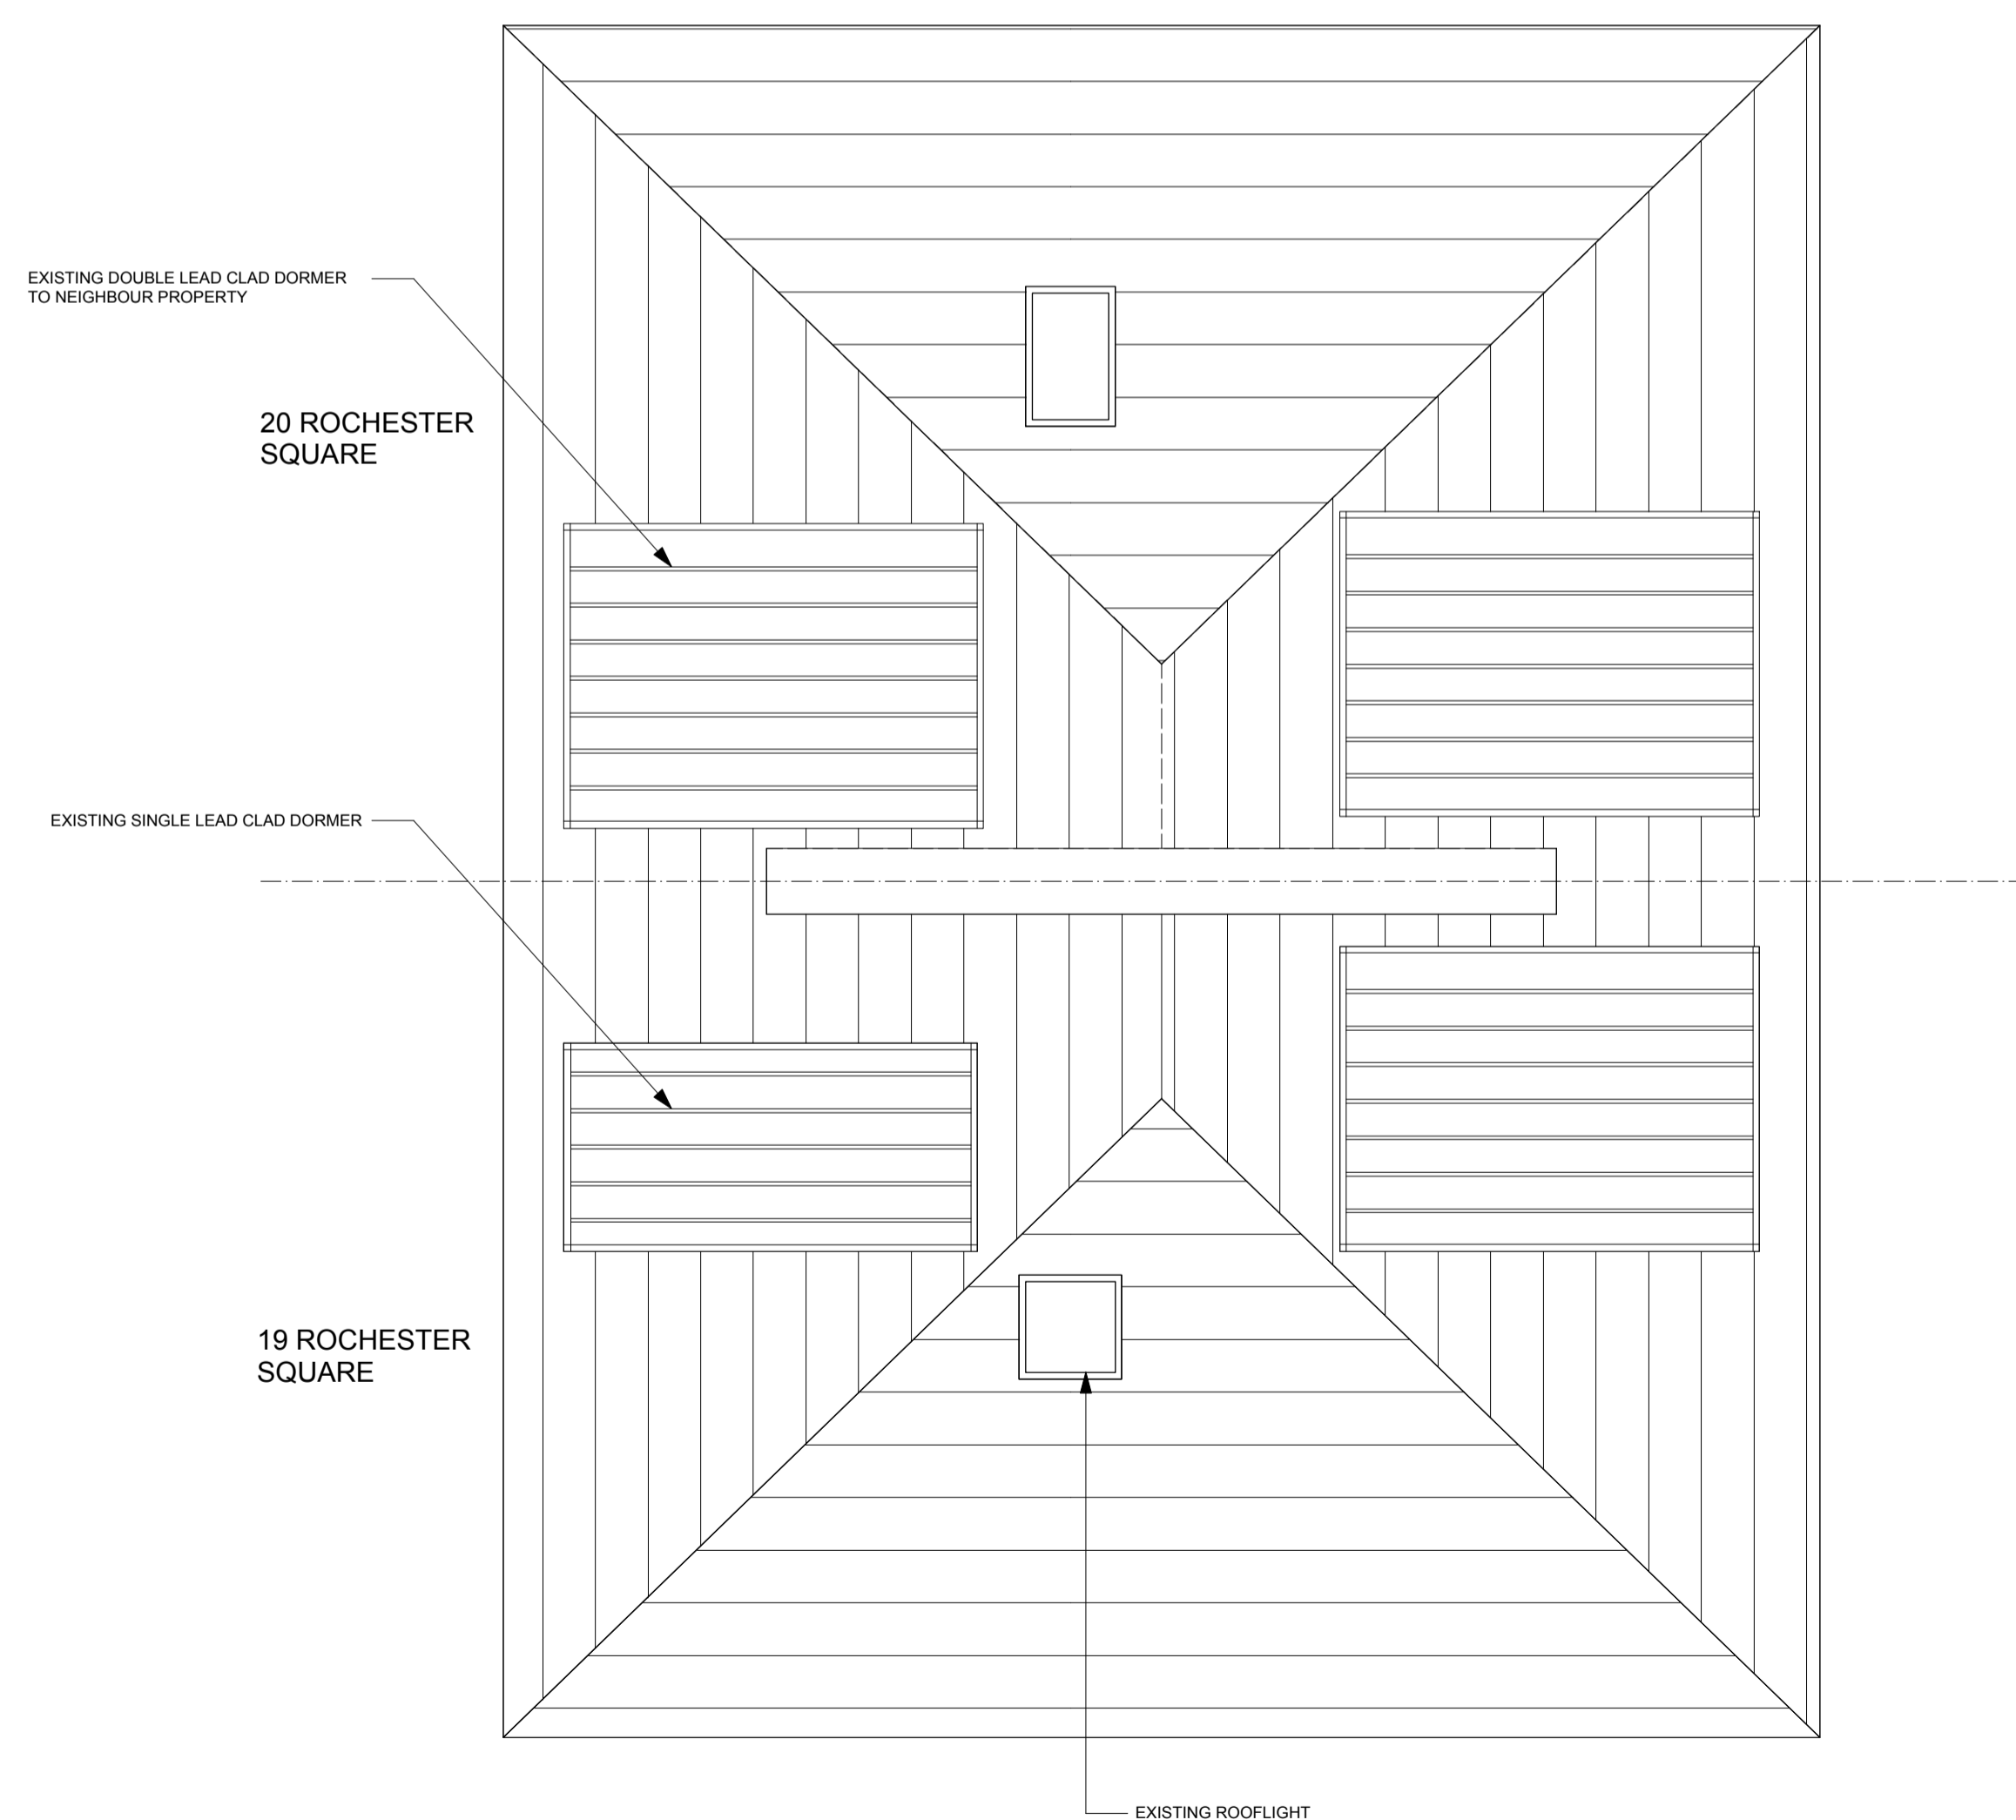 EXISTING DOUBLE LEAD CLAD DORMER
TO NEIGHBOUR PROPERTY
20 ROCHESTER
SQUARE
EXISTING SINGLE LEAD CLAD DORMER
19 ROCHESTER
SQUARE
EXISTING ROOFLIGHT